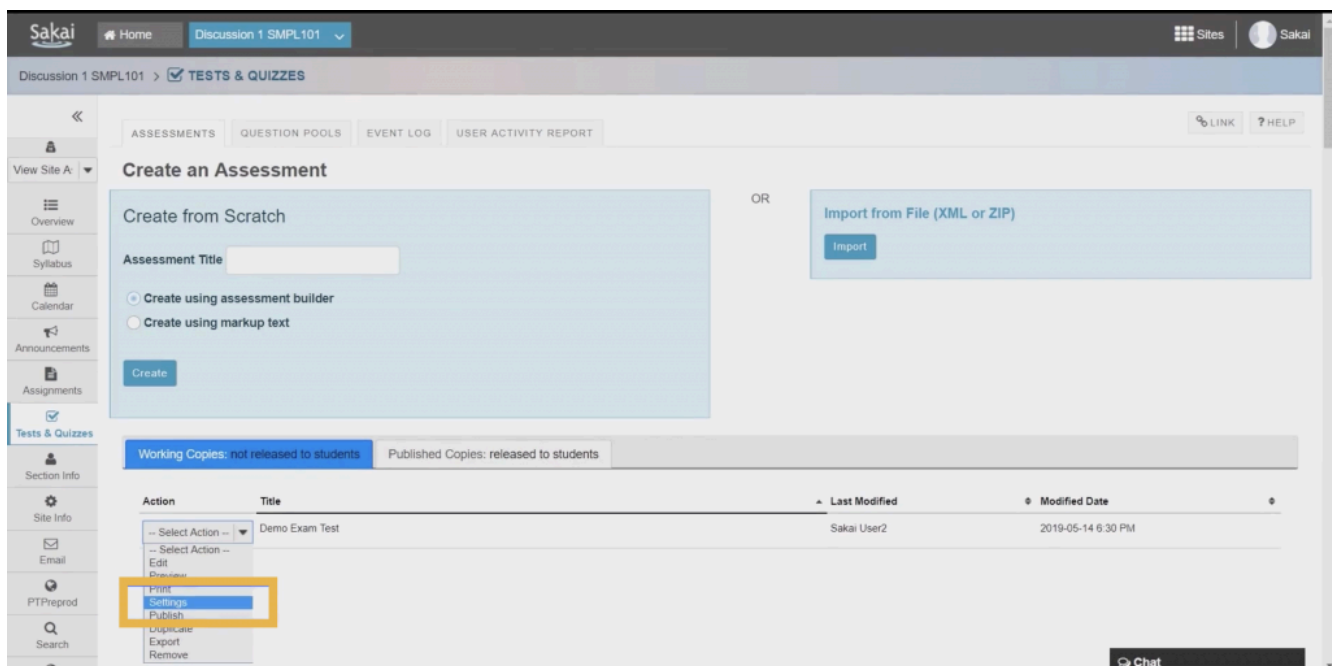 Sakai Home Discussion 1 SMPL101 Sites Sakai
Discussion 1 SMPL101 > TESTS & QUIZZES
ASSESSMENTS QUESTION POOLS EVENT LOG USER ACTIVITY REPORT LINK ? HELP
View Site A
Create an Assessment
Overview
Syllabus
Calendar
Announcements
Assignments
Tests & Quizzes
Section Info
Site Info
Email
PTPreprod
Search
Create from Scratch
Assessment Title
Create using assessment builder
Create using markup text
Create
OR
Import from File (XML or ZIP)
Import
Working Copies: not released to students Published Copies: released to students
Action Title Last Modified Modified Date
-- Select Action -- Demo Exam Test Sakai User2 2019-05-14 6:30 PM
-- Select Action --
Edit
Preview
Print
Settings
Publish
Duplicate
Export
Remove
Chat